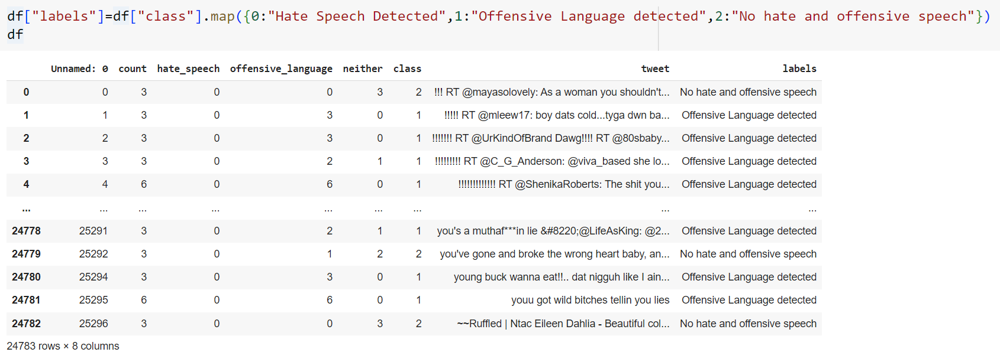 df["labels"]=df["class"].map({0:"Hate Speech Detected",1:"Offensive Language detected",2:"No hate and offensive speech"})
df
Unnamed: 0 count hate_speech offensive_language neither class tweet labels
0 0 3 0 0 3 2 !!! RT @mayasolovely: As a woman you shouldn't... No hate and offensive speech
1 1 3 0 3 0 1 !!!!! RT @mleew17: boy dats cold...tyga dwn ba... Offensive Language detected
2 2 3 0 3 0 1 !!!!!!! RT @UrKindOfBrand Dawg!!!! RT @80sbaby... Offensive Language detected
3 3 3 0 2 1 1 !!!!!!!!! RT @C_G_Anderson: @viva_based she lo... Offensive Language detected
4 4 6 0 6 0 1 !!!!!!!!!!!!! RT @ShenikaRoberts: The shit you... Offensive Language detected
... ... ... ... ... ... ... ... ...
24778 25291 3 0 2 1 1 you's a muthaf***in lie &#8220;@LifeAsKing: @2... Offensive Language detected
24779 25292 3 0 1 2 2 you've gone and broke the wrong heart baby, an... No hate and offensive speech
24780 25294 3 0 3 0 1 young buck wanna eat!!.. dat nigguh like I ain... Offensive Language detected
24781 25295 6 0 6 0 1 youu got wild bitches tellin you lies Offensive Language detected
24782 25296 3 0 0 3 2 ~~Ruffled | Ntac Eileen Dahlia - Beautiful col... No hate and offensive speech
24783 rows × 8 columns